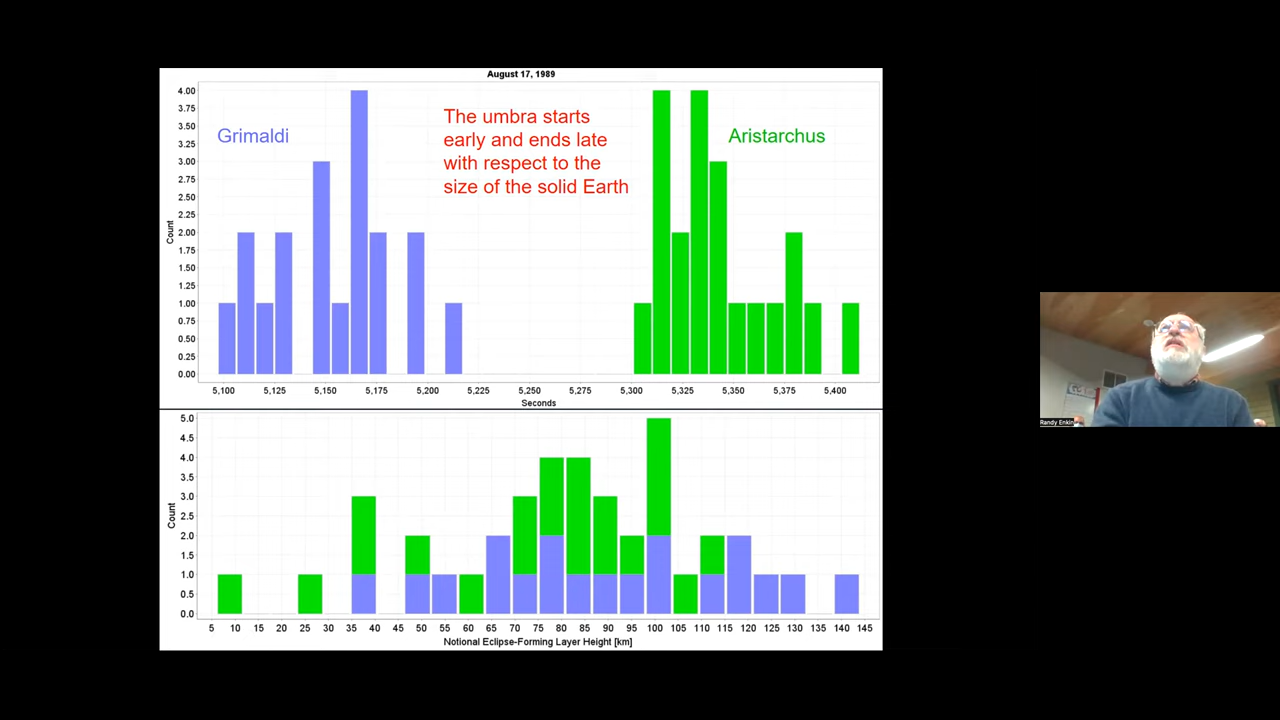 August 17, 1989
4.00
3.75
3.50
3.25
3.00
2.75
2.50
2.25
2.00
1.75
1.50
1.25
1.00
0.75
0.50
0.25
0.00
Count
Grimaldi
The umbra starts
early and ends late
with respect to the
size of the solid Earth
Aristarchus
5,100 5,125 5,150 5,175 5,200 5,225 5,250 5,275 5,300 5,325 5,350 5,375 5,400
Seconds
5.0
4.5
4.0
3.5
3.0
2.5
2.0
1.5
1.0
0.5
0.0
Count
5 10 15 20 25 30 35 40 45 50 55 60 65 70 75 80 85 90 95 100 105 110 115 120 125 130 135 140 145
Notional Eclipse-Forming Layer Height [km]
Randy Enkin